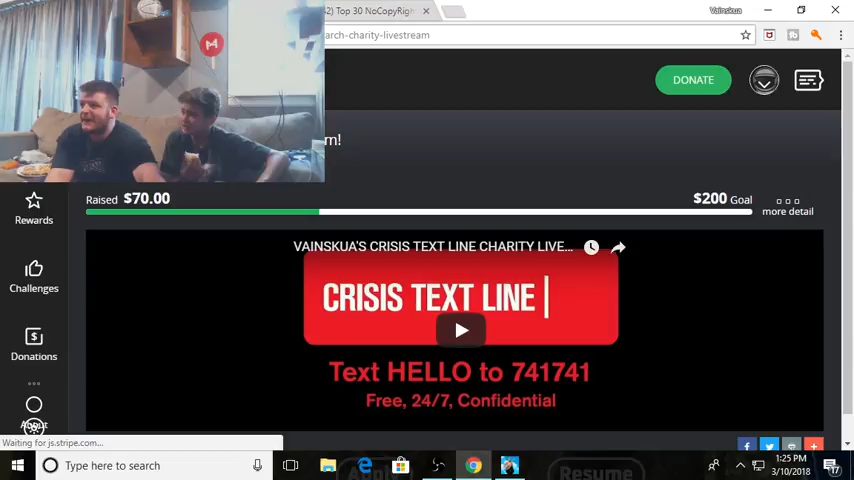 42) Top 30 NoCopyRigh
Vainskua
arch-charity-livestream
DONATE
m!
Raised $70.00
$200 Goal
more detail
Rewards
Challenges
Donations
About
VAINSKUA'S CRISIS TEXT LINE CHARITY LIVE...
CRISIS TEXT LINE |
Text HELLO to 741741
Free, 24/7, Confidential
Waiting for js.stripe.com...
Apply
Resume
Type here to search
1:25 PM
3/10/2018
17